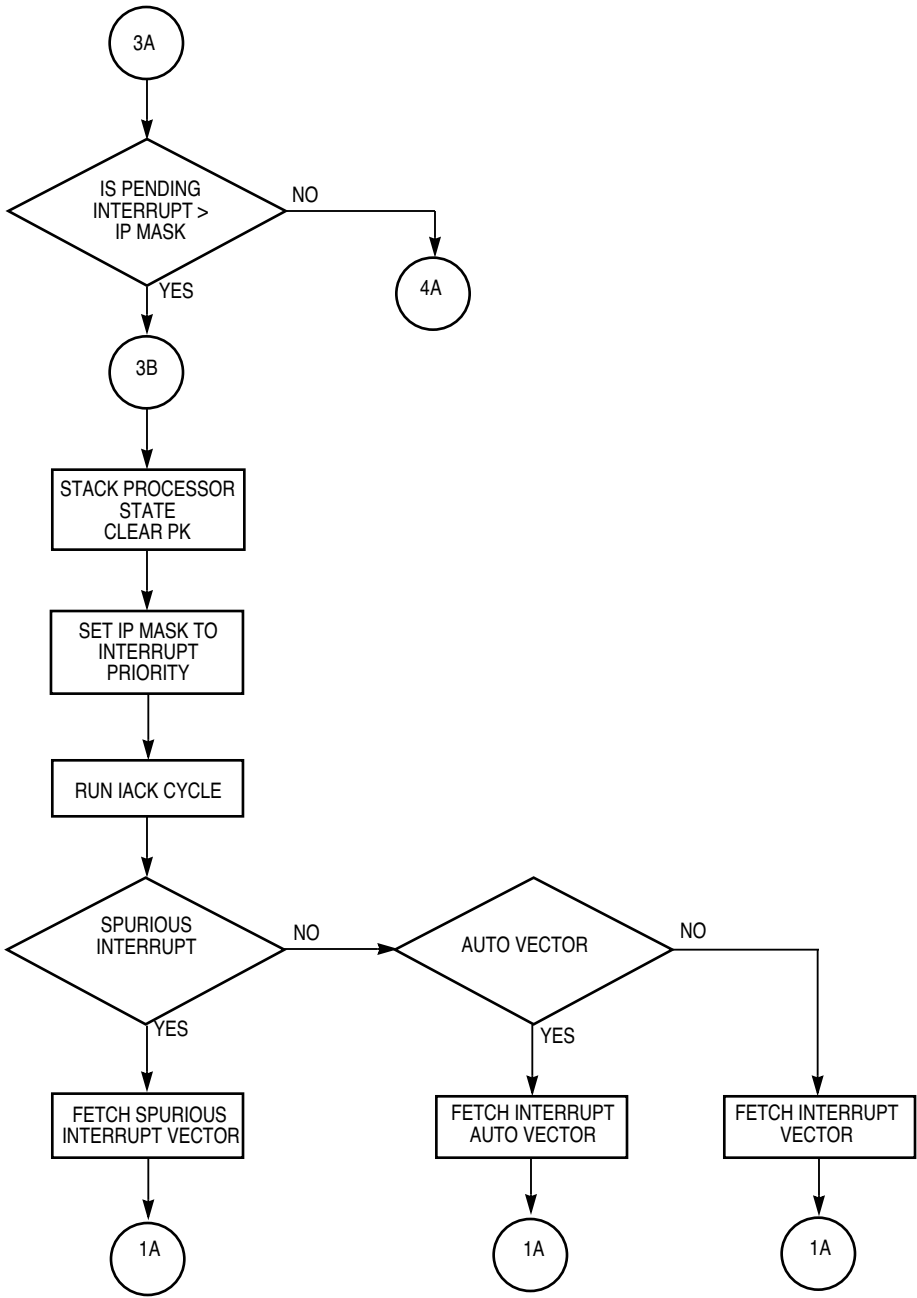 3A
IS PENDING
INTERRUPT >
IP MASK
NO
4A
YES
3B
STACK PROCESSOR
STATE
CLEAR PK
SET IP MASK TO
INTERRUPT
PRIORITY
RUN IACK CYCLE
SPURIOUS
INTERRUPT
NO
AUTO VECTOR
NO
YES
YES
FETCH SPURIOUS
INTERRUPT VECTOR
FETCH INTERRUPT
AUTO VECTOR
FETCH INTERRUPT
VECTOR
1A
1A
1A